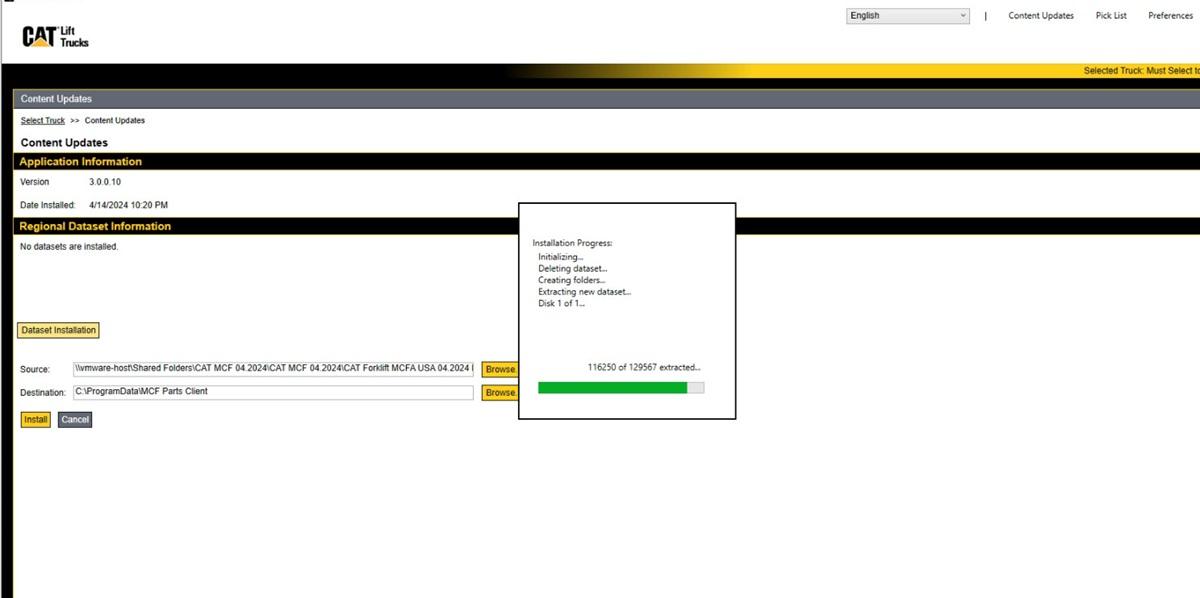 English
|
Content Updates
Pick List
Preferences
CAT Lift
Trucks
Selected Truck: Must Select to
Content Updates
Select Truck >> Content Updates
Content Updates
Application Information
Version 3.0.0.10
Date Installed: 4/14/2024 10:20 PM
Regional Dataset Information
No datasets are installed.
Installation Progress:
Initializing...
Deleting dataset...
Creating folders...
Extracting new dataset...
Disk 1 of 1...
116250 of 129567 extracted...
Dataset Installation
Source: \\vmware-host\Shared Folders\CAT MCF 04.2024\CAT MCF 04.2024\CAT Forklift MCFA USA 04.2024
Browse.
Destination: C:\ProgramData\MCF Parts Client
Browse.
Install Cancel